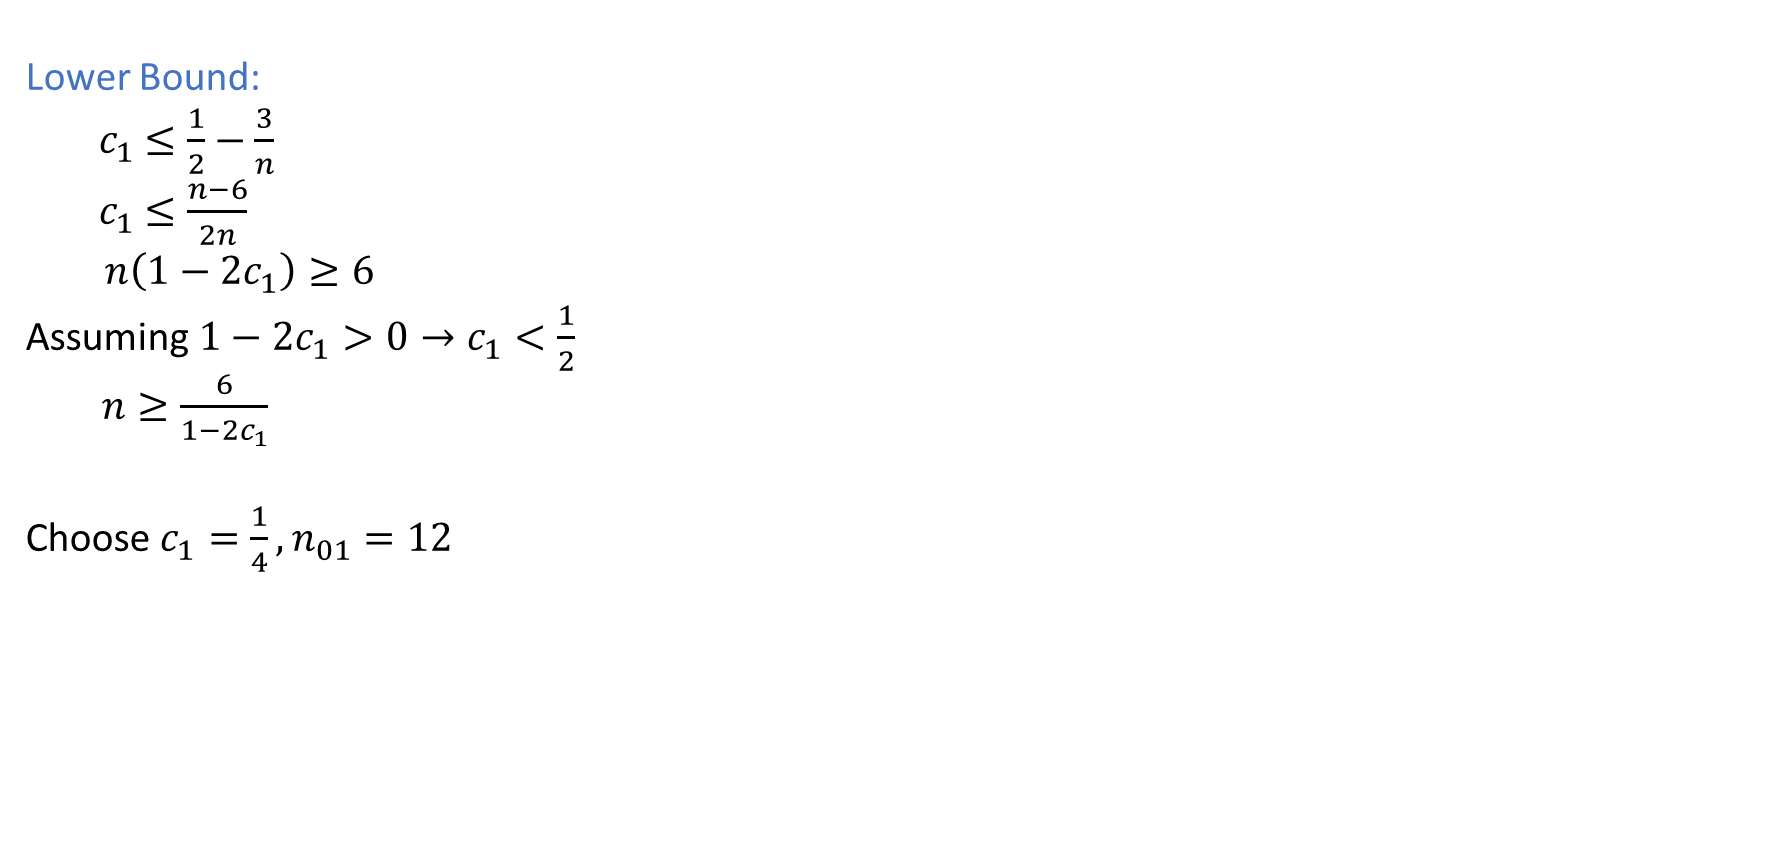 Lower Bound:
c₁ ≤ 1/2 − 3/n
c₁ ≤ (n−6)/(2n)
n(1 − 2c₁) ≥ 6
Assuming 1 − 2c₁ > 0 → c₁ < 1/2
n ≥ 6/(1−2c₁)
Choose c₁ = 1/4, n₀₁ = 12